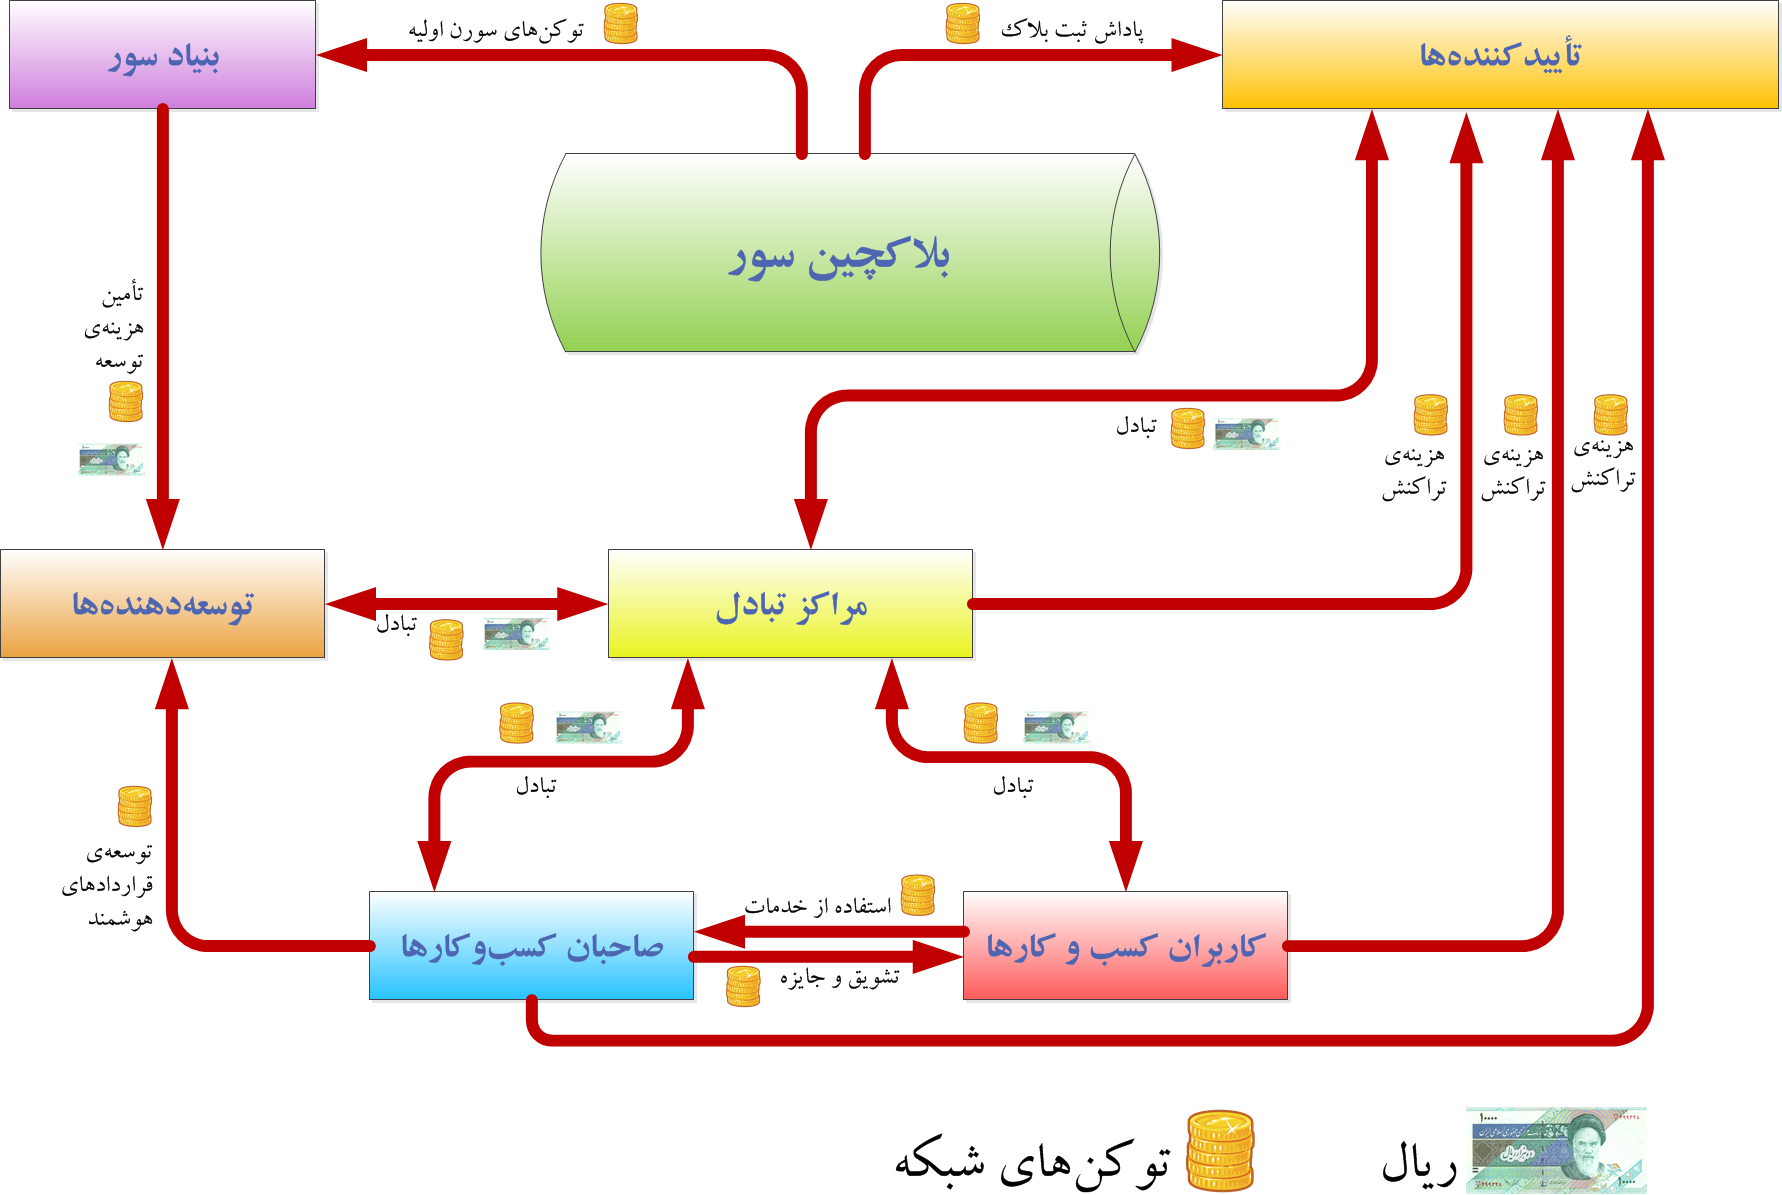 تأیید‌کننده‌ها
پاداش ثبت بلاک
توکن‌های سورن اولیه
بنیاد سور
بلاکچین سور
تأمین
هزینه‌ی
توسعه
تبادل
هزینه‌ی
تراکنش
هزینه‌ی
تراکنش
هزینه‌ی
تراکنش
مراکز تبادل
تبادل
توسعه‌دهنده‌ها
تبادل
تبادل
توسعه‌ی
قراردادهای
هوشمند
کاربران کسب و کارها
استفاده از خدمات
تشویق و جایزه
صاحبان کسب‌وکارها
ریال
توکن‌های شبکه